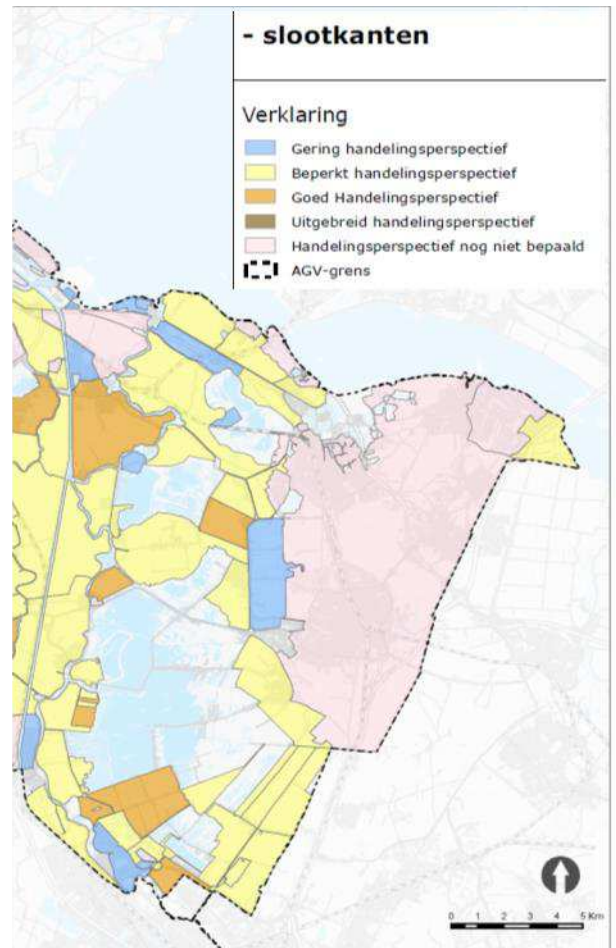 - slootkanten
Verklaring
Gering handelingsperspectief
Beperkt handelingsperspectief
Goed Handelingsperspectief
Uitgebreid handelingsperspectief
Handelingsperspectief nog niet bepaald
AGV-grens
0 1 2 3 4 5 Km